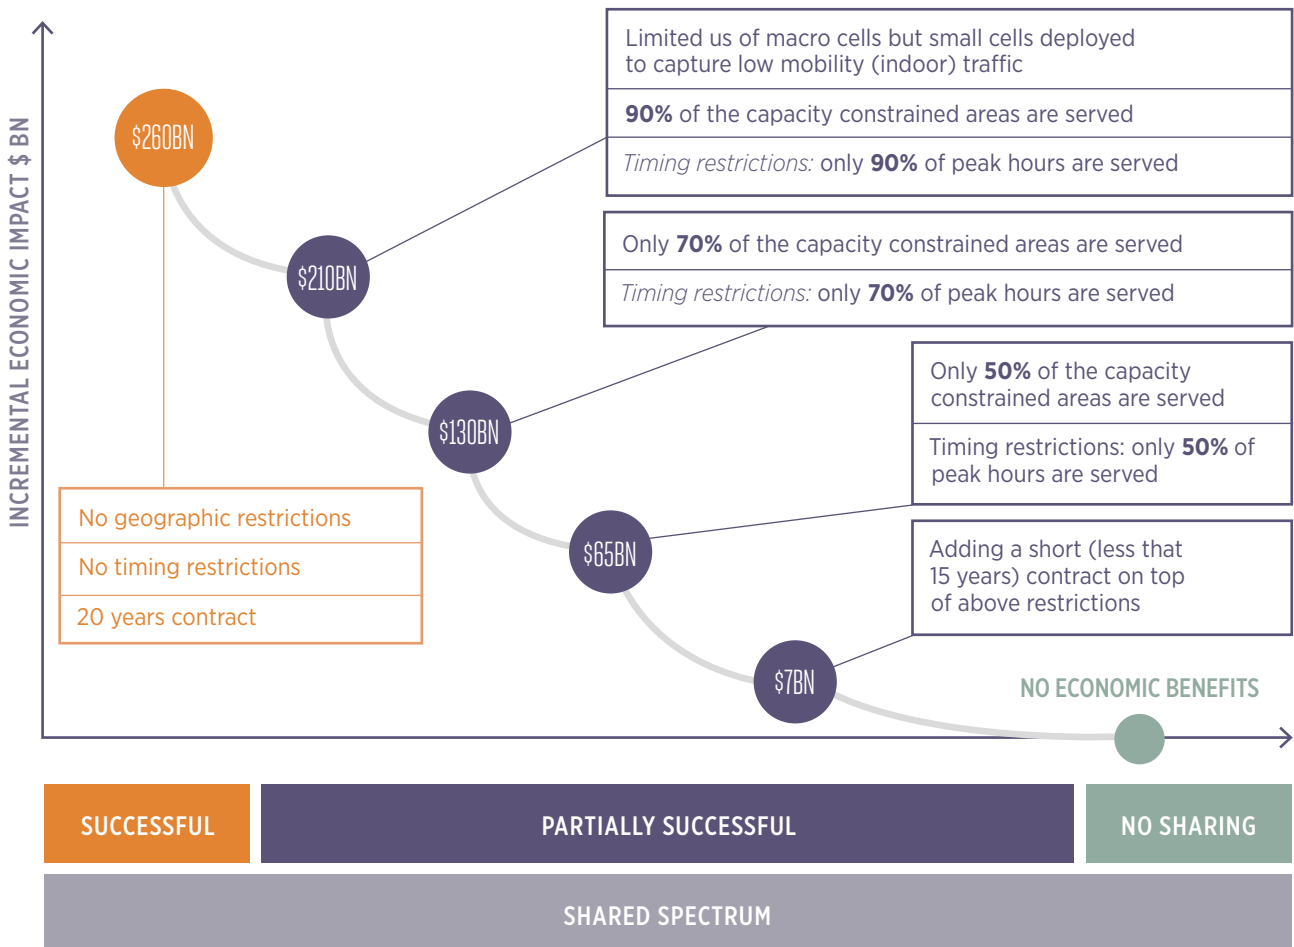 INCREMENTAL ECONOMIC IMPACT $ BN
$260BN
$210BN
$130BN
$65BN
$7BN
Limited us of macro cells but small cells deployed
to capture low mobility (indoor) traffic
90% of the capacity constrained areas are served
Timing restrictions: only 90% of peak hours are served
Only 70% of the capacity constrained areas are served
Timing restrictions: only 70% of peak hours are served
Only 50% of the capacity
constrained areas are served
Timing restrictions: only 50% of
peak hours are served
Adding a short (less that
15 years) contract on top
of above restrictions
No geographic restrictions
No timing restrictions
20 years contract
NO ECONOMIC BENEFITS
SUCCESSFUL
PARTIALLY SUCCESSFUL
NO SHARING
SHARED SPECTRUM